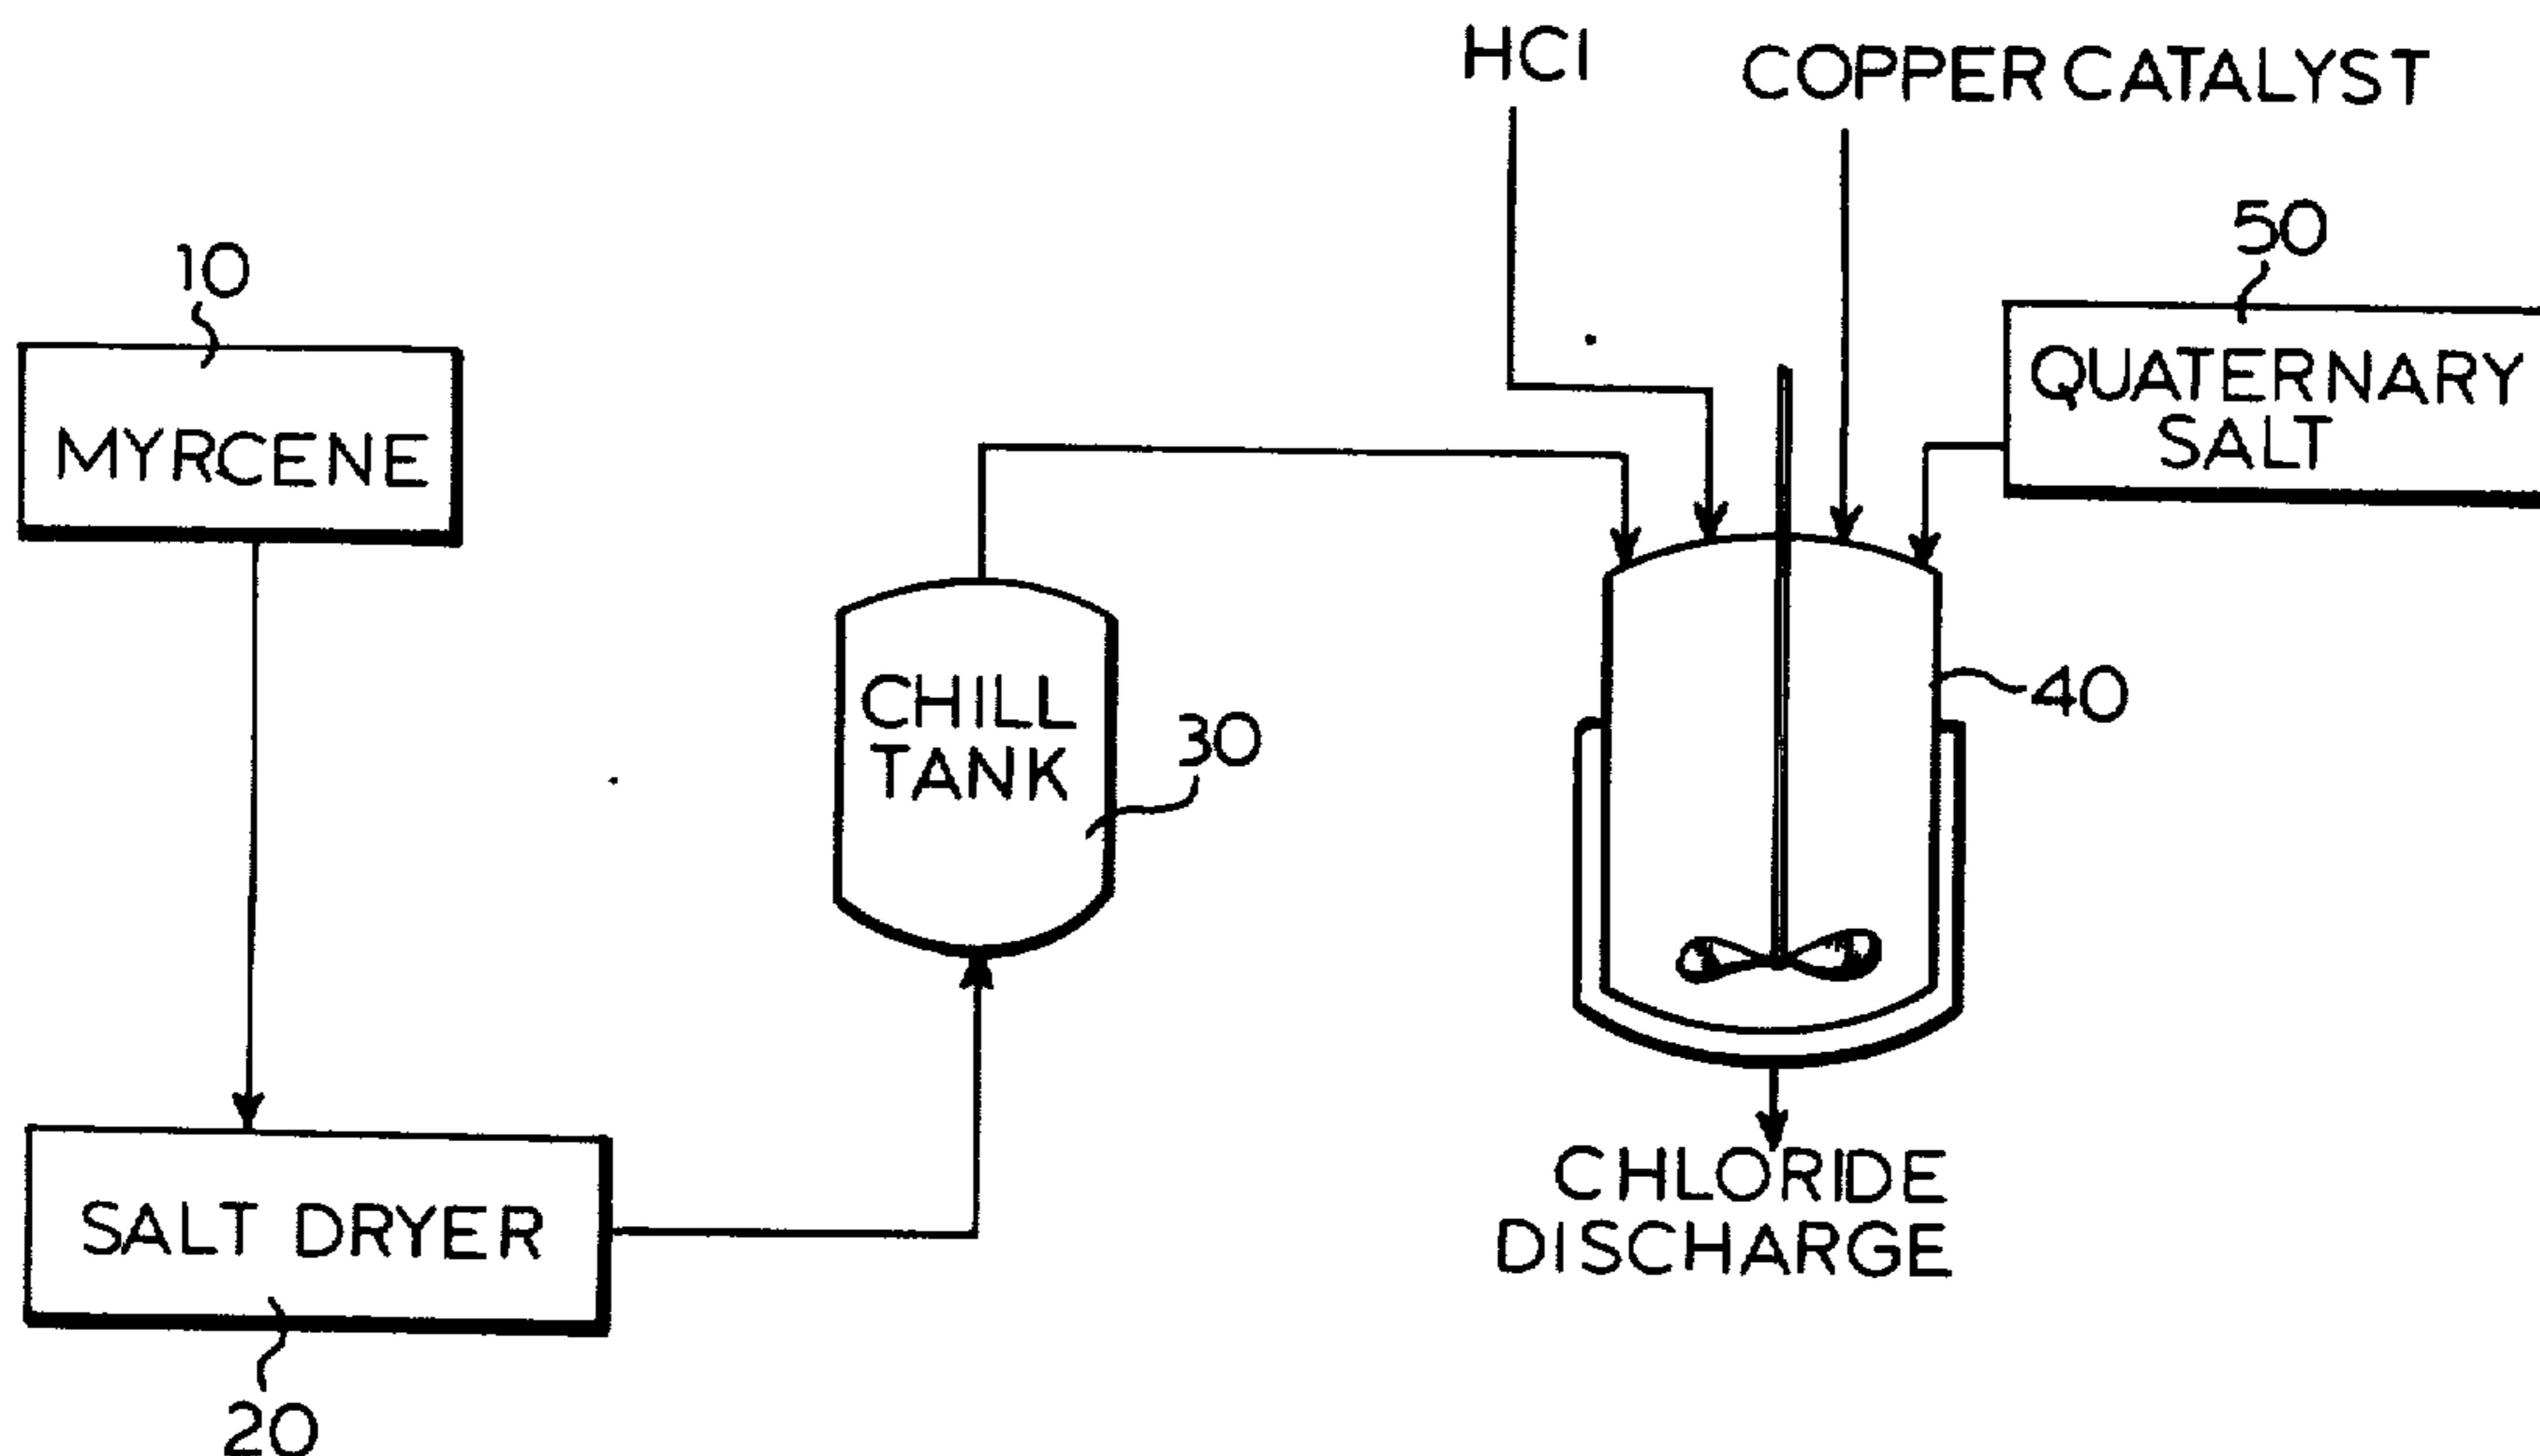 HCl
COPPER CATALYST
10
MYRCENE
50
QUATERNARY
SALT
CHILL
TANK
30
40
SALT DRYER
20
CHLORIDE
DISCHARGE